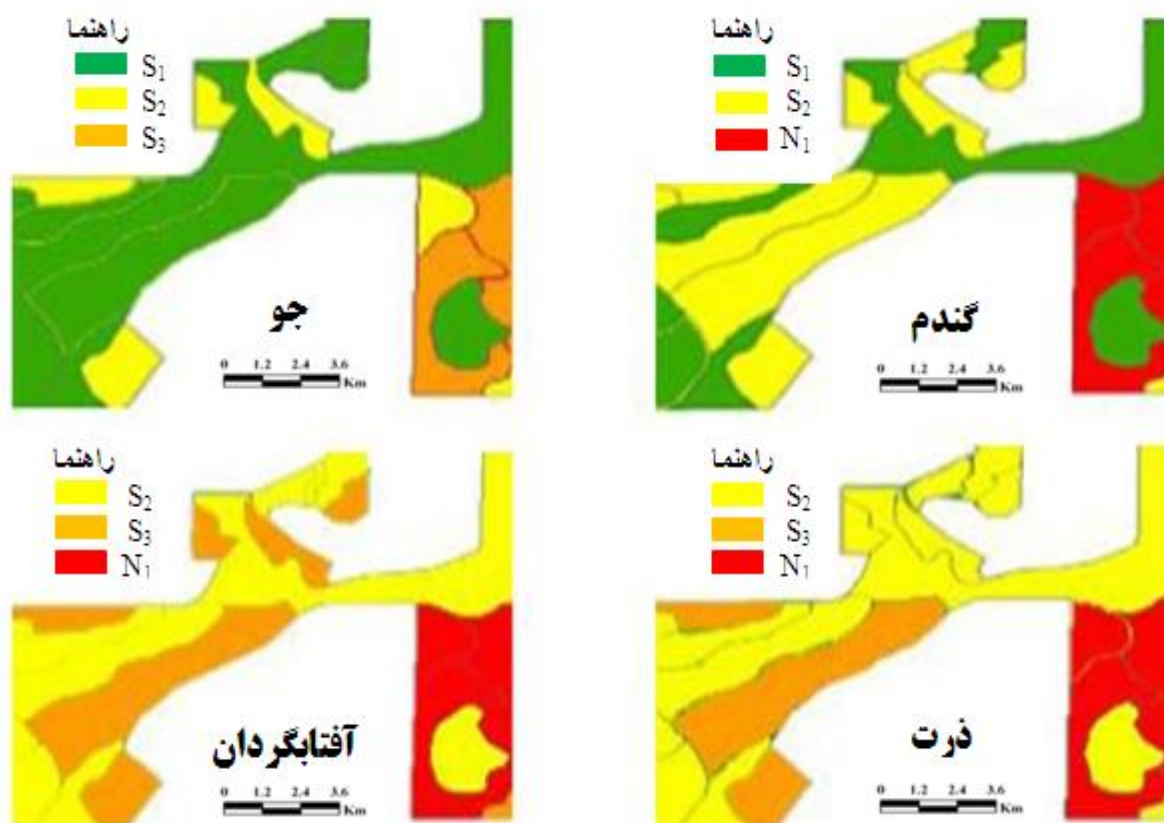 راهنما
S₁
S₂
S₃
جو
0 1.2 2.4 3.6
Km
راهنما
S₁
S₂
N₁
گندم
0 1.2 2.4 3.6
Km
راهنما
S₂
S₃
N₁
آفتابگردان
0 1.2 2.4 3.6
Km
راهنما
S₂
S₃
N₁
ذرت
0 1.2 2.4 3.6
Km